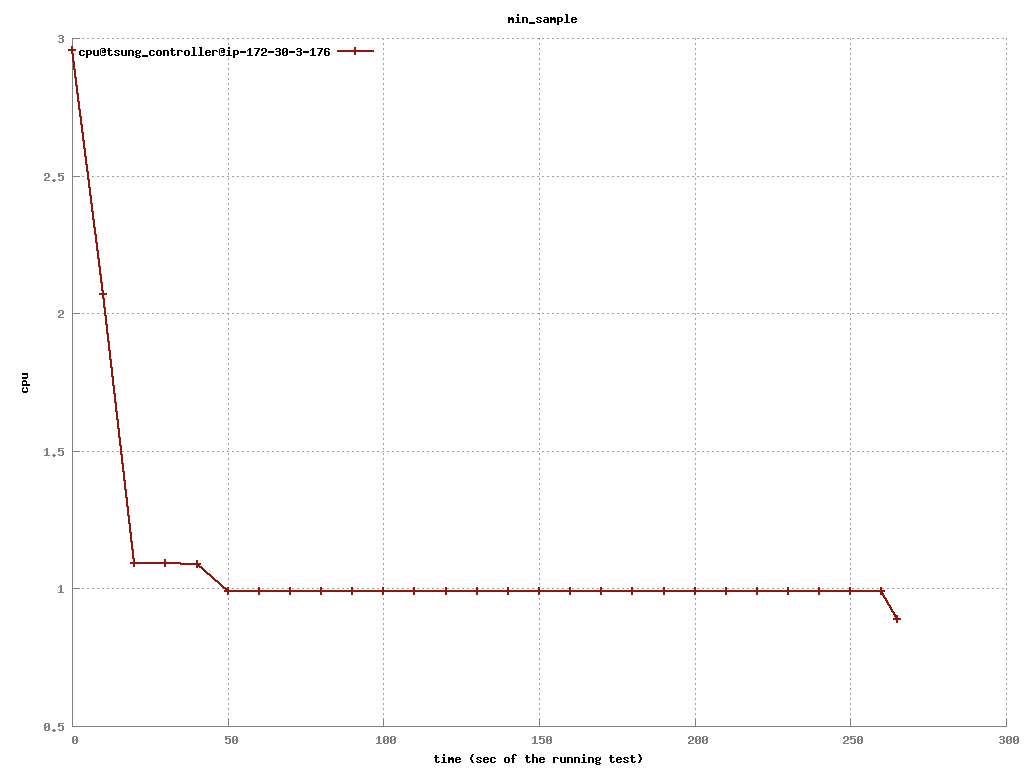 min_sample
cpu@tsung_controller@ip-172-30-3-176
3
2.5
2
1.5
1
0.5
cpu
0 50 100 150 200 250 300
time (sec of the running test)